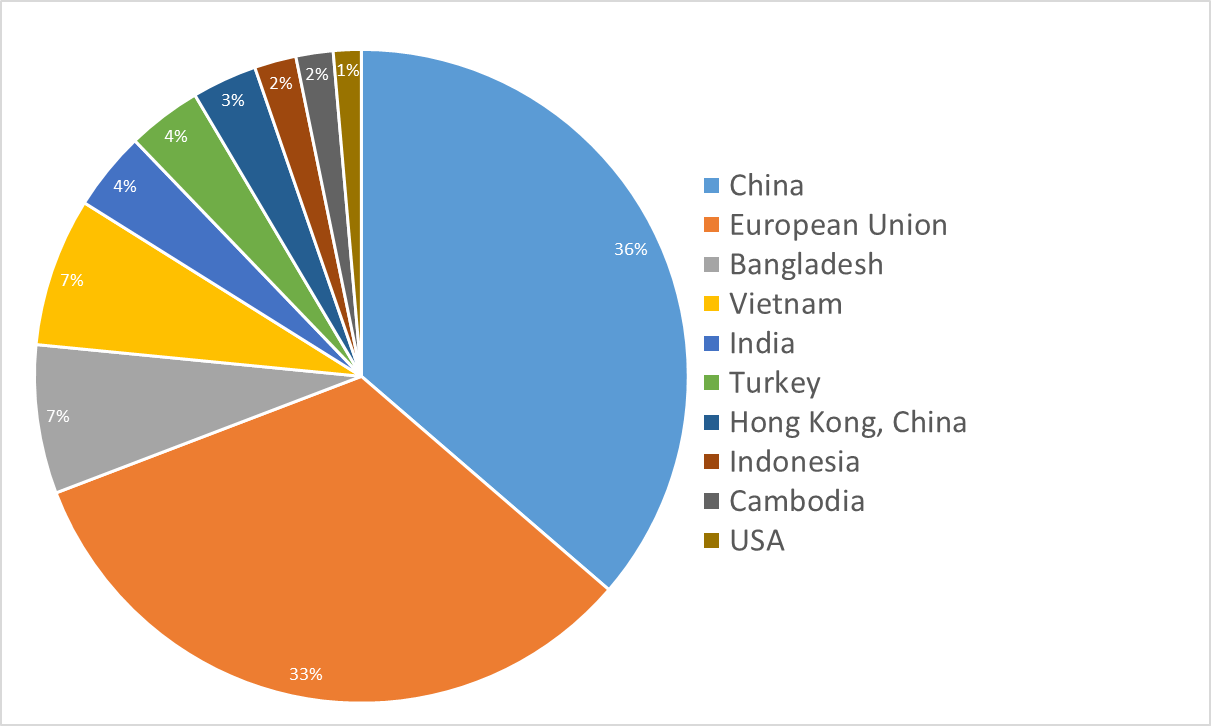 1%
2%
2%
3%
4%
4%
7%
7%
36%
33%
China
European Union
Bangladesh
Vietnam
India
Turkey
Hong Kong, China
Indonesia
Cambodia
USA